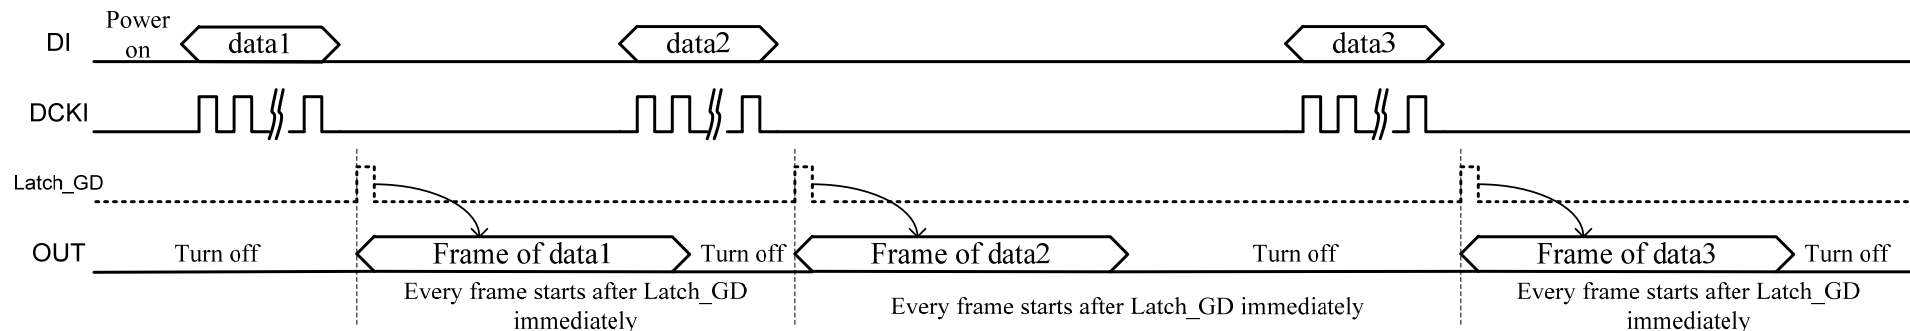 Power
on
DI
data1
data2
data3
DCKI
Latch_GD
OUT
Turn off
Frame of data1
Turn off
Frame of data2
Turn off
Frame of data3
Turn off
Every frame starts after Latch_GD
immediately
Every frame starts after Latch_GD immediately
Every frame starts after Latch_GD
immediately